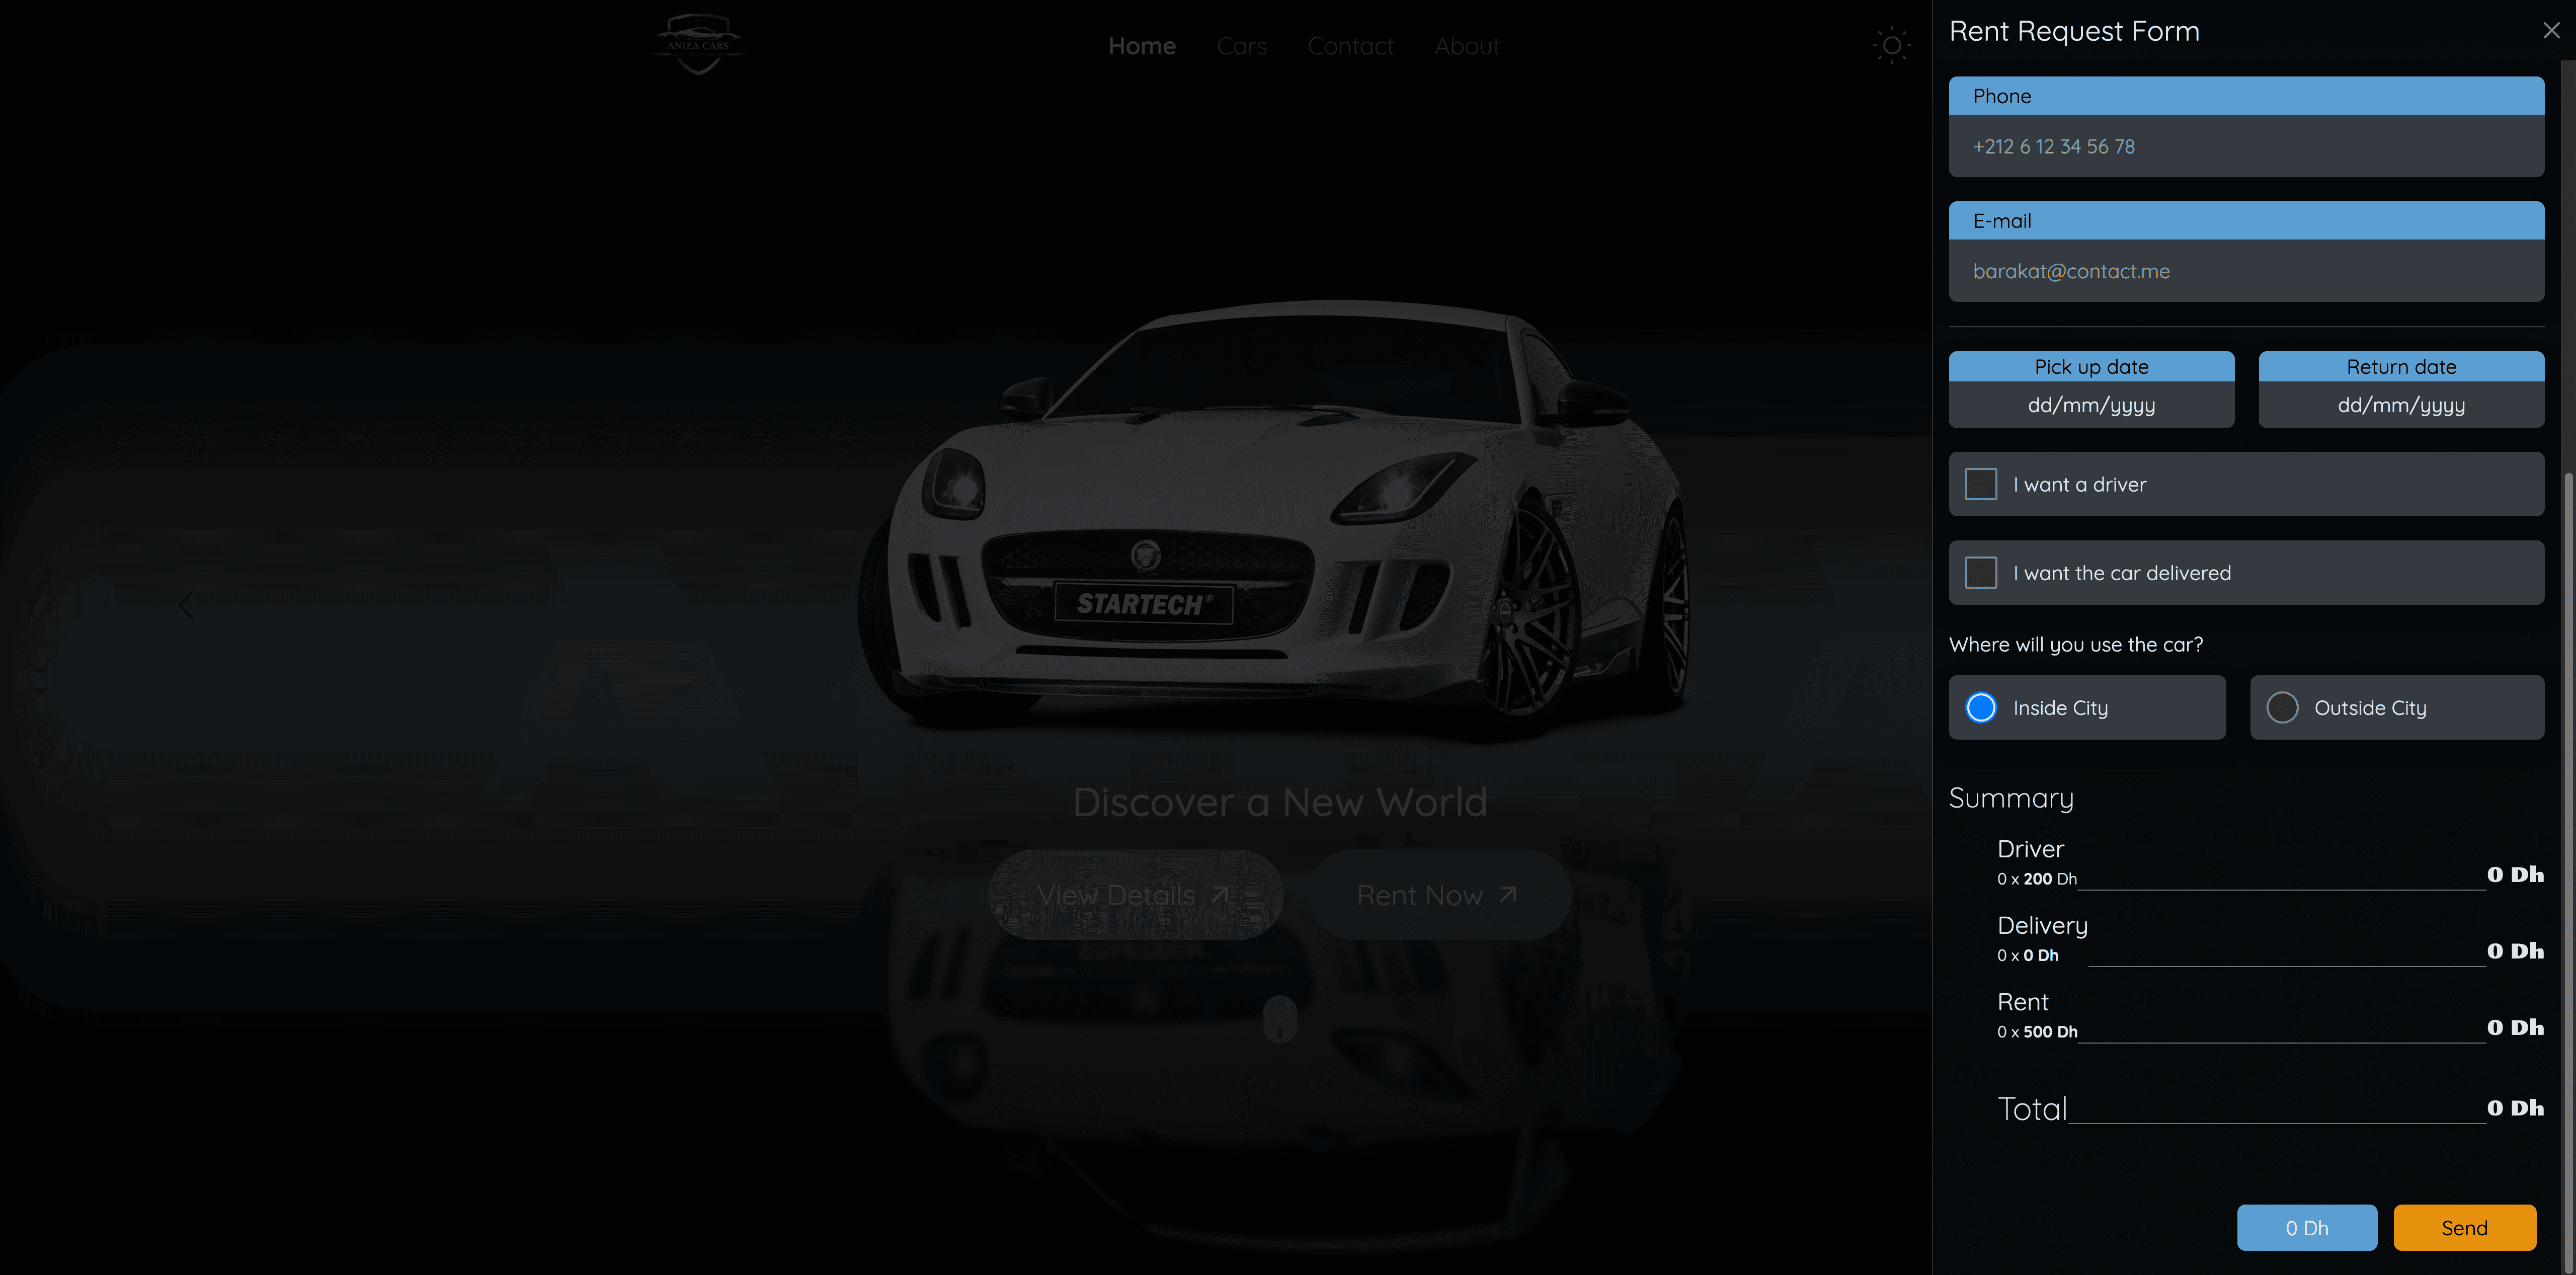 ANIZA CARS
Home Cars Contact About
STARTECH®
Discover a New World
View Details
Rent Now
Rent Request Form
Phone
+212 6 12 34 56 78
E-mail
barakat@contact.me
Pick up date
dd/mm/yyyy
Return date
dd/mm/yyyy
I want a driver
I want the car delivered
Where will you use the car?
Inside City
Outside City
Summary
Driver
0 x 200 Dh
0 Dh
Delivery
0 x 0 Dh
0 Dh
Rent
0 x 500 Dh
0 Dh
Total
0 Dh
0 Dh
Send